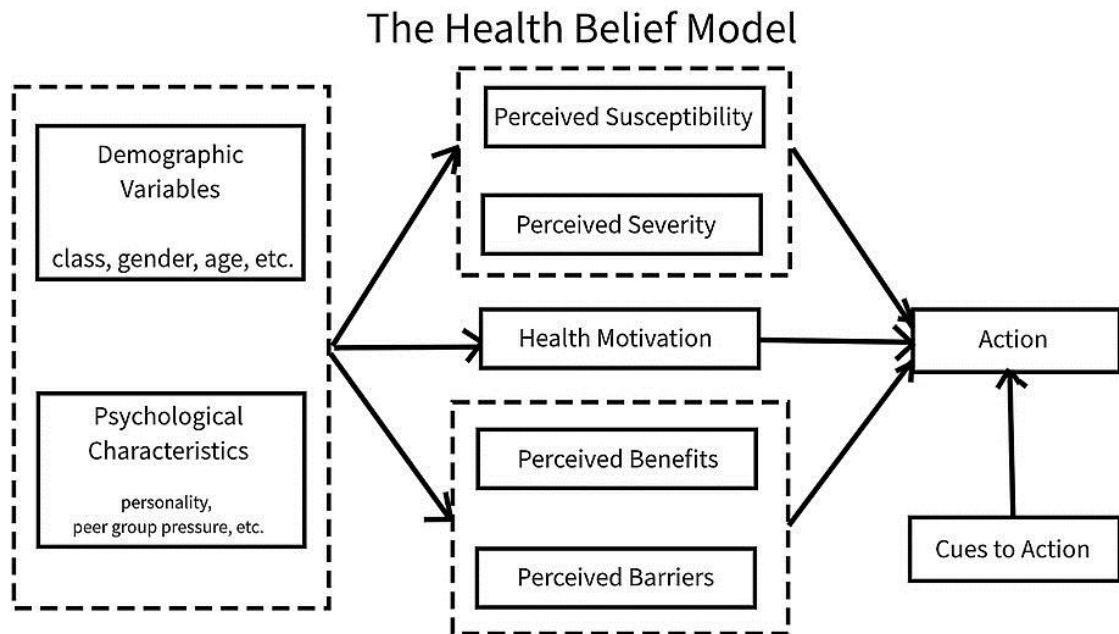 The Health Belief Model
Demographic
Variables
class, gender, age, etc.
Psychological
Characteristics
personality,
peer group pressure, etc.
Perceived Susceptibility
Perceived Severity
Health Motivation
Perceived Benefits
Perceived Barriers
Action
Cues to Action